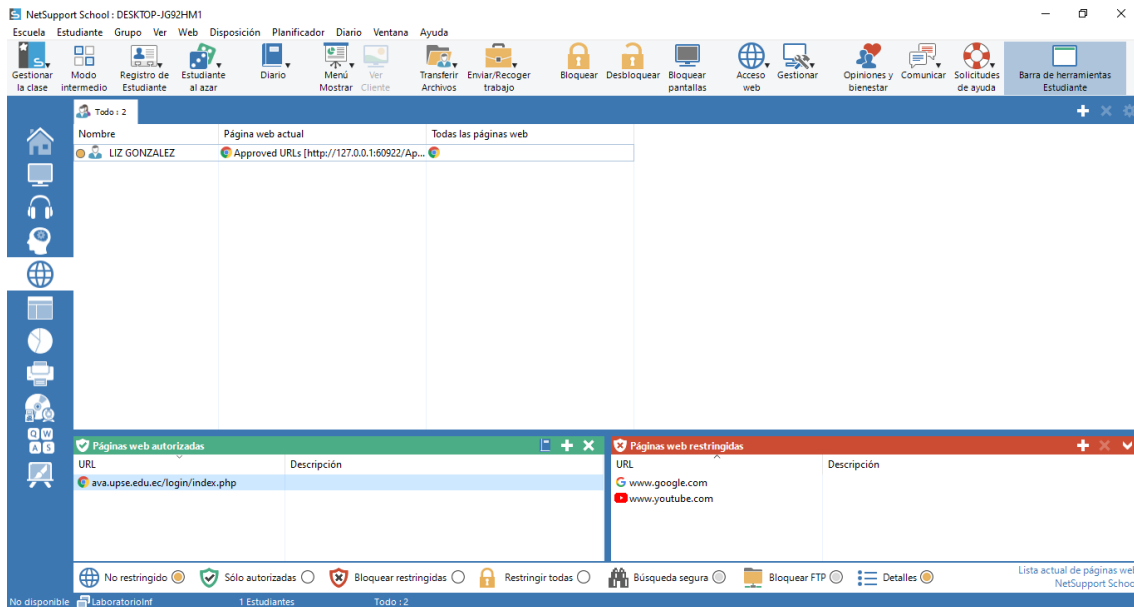 NetSupport School : DESKTOP-JG92HM1
Escuela Estudiante Grupo Ver Web Disposición Planificador Diario Ventana Ayuda
Gestionar la clase
Modo intermedio
Registro de Estudiante
Estudiante al azar
Diario
Menú Mostrar
Ver Cliente
Transferir Archivos
Enviar/Recoger trabajo
Bloquear
Desbloquear
Bloquear pantallas
Acceso web
Gestionar
Opiniones y bienestar
Comunicar
Solicitudes de ayuda
Barra de herramientas Estudiante
Todo : 2
Nombre Página web actual Todas las páginas web
LIZ GONZALEZ Approved URLs [http://127.0.0.1:60922/Ap...
Q W
A S
Páginas web autorizadas
URL Descripción
ava.upse.edu.ec/login/index.php
Páginas web restringidas
URL Descripción
www.google.com
www.youtube.com
No restringido Sólo autorizadas Bloquear restringidas Restringir todas Búsqueda segura Bloquear FTP Detalles
Lista actual de páginas wel
NetSupport Schoo
No disponible LaboratorioInf 1 Estudiantes Todo : 2